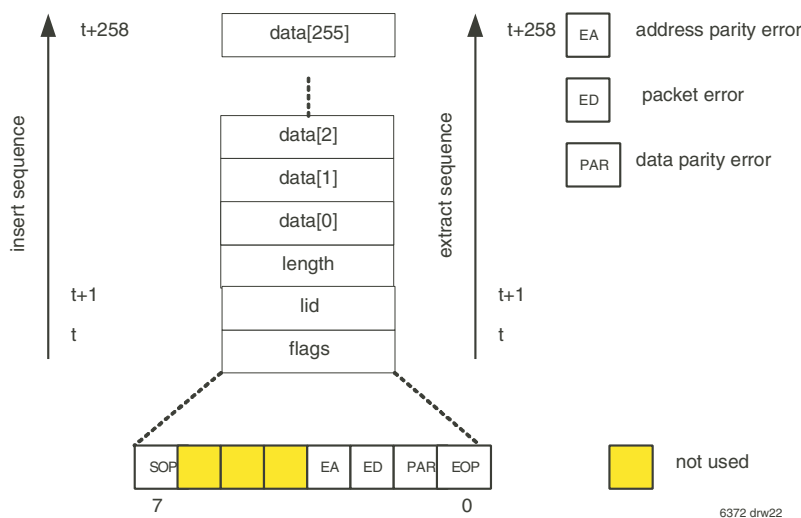 t+258
data[255]
t+258
EA
address parity error
ED
packet error
PAR
data parity error
insert sequence
extract sequence
data[2]
data[1]
data[0]
length
t+1
lid
t+1
t
flags
t
SOP
EA
ED
PAR
EOP
7
0
not used
6372 drw22